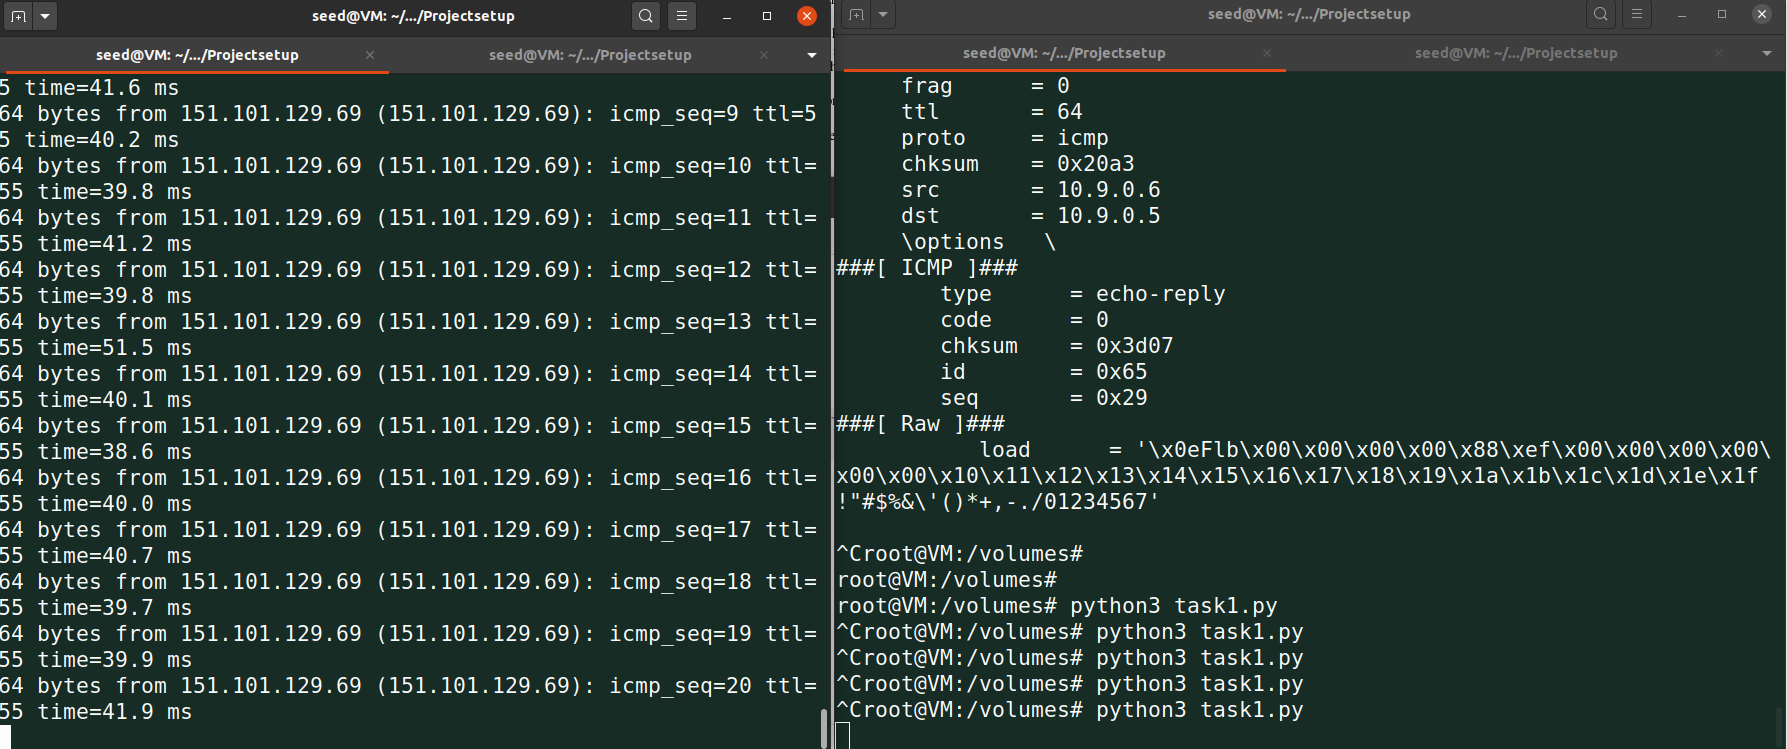 seed@VM: ~/.../Projectsetup
seed@VM: ~/.../Projectsetup
seed@VM: ~/.../Projectsetup
5 time=41.6 ms
64 bytes from 151.101.129.69 (151.101.129.69): icmp_seq=9 ttl=5
5 time=40.2 ms
64 bytes from 151.101.129.69 (151.101.129.69): icmp_seq=10 ttl=
55 time=39.8 ms
64 bytes from 151.101.129.69 (151.101.129.69): icmp_seq=11 ttl=
55 time=41.2 ms
64 bytes from 151.101.129.69 (151.101.129.69): icmp_seq=12 ttl=
55 time=39.8 ms
64 bytes from 151.101.129.69 (151.101.129.69): icmp_seq=13 ttl=
55 time=51.5 ms
64 bytes from 151.101.129.69 (151.101.129.69): icmp_seq=14 ttl=
55 time=40.1 ms
64 bytes from 151.101.129.69 (151.101.129.69): icmp_seq=15 ttl=
55 time=38.6 ms
64 bytes from 151.101.129.69 (151.101.129.69): icmp_seq=16 ttl=
55 time=40.0 ms
64 bytes from 151.101.129.69 (151.101.129.69): icmp_seq=17 ttl=
55 time=40.7 ms
64 bytes from 151.101.129.69 (151.101.129.69): icmp_seq=18 ttl=
55 time=39.7 ms
64 bytes from 151.101.129.69 (151.101.129.69): icmp_seq=19 ttl=
55 time=39.9 ms
64 bytes from 151.101.129.69 (151.101.129.69): icmp_seq=20 ttl=
55 time=41.9 ms
seed@VM: ~/.../Projectsetup
seed@VM: ~/.../Projectsetup
seed@VM: ~/.../Projectsetup
frag = 0
ttl = 64
proto = icmp
chksum = 0x20a3
src = 10.9.0.6
dst = 10.9.0.5
\options \
###[ ICMP ]###
type = echo-reply
code = 0
chksum = 0x3d07
id = 0x65
seq = 0x29
###[ Raw ]###
load = '\x0eFlb\x00\x00\x00\x00\x88\xef\x00\x00\x00\x00\
x00\x00\x10\x11\x12\x13\x14\x15\x16\x17\x18\x19\x1a\x1b\x1c\x1d\x1e\x1f
!"#$%&\'()*+,-./01234567'
^Croot@VM:/volumes#
root@VM:/volumes#
root@VM:/volumes# python3 task1.py
^Croot@VM:/volumes# python3 task1.py
^Croot@VM:/volumes# python3 task1.py
^Croot@VM:/volumes# python3 task1.py
^Croot@VM:/volumes# python3 task1.py